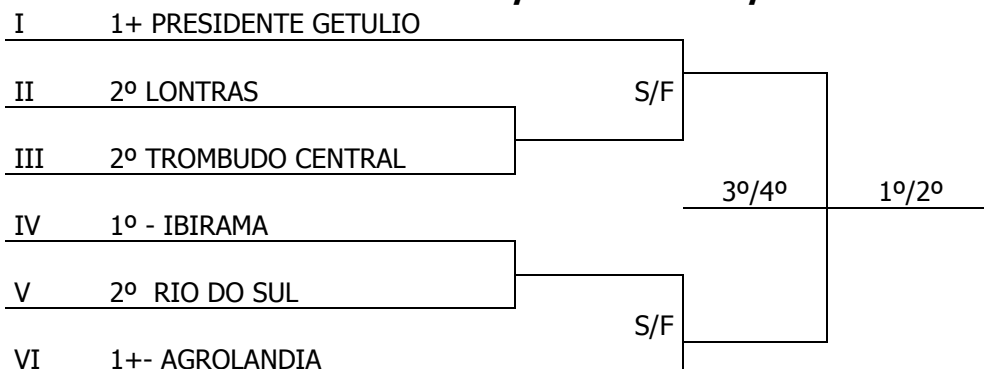 I 1+ PRESIDENTE GETULIO
II 2º LONTRAS S/F
III 2º TROMBUDO CENTRAL
3º/4º 1º/2º
IV 1º - IBIRAMA
V 2º RIO DO SUL
S/F
VI 1+- AGROLANDIA